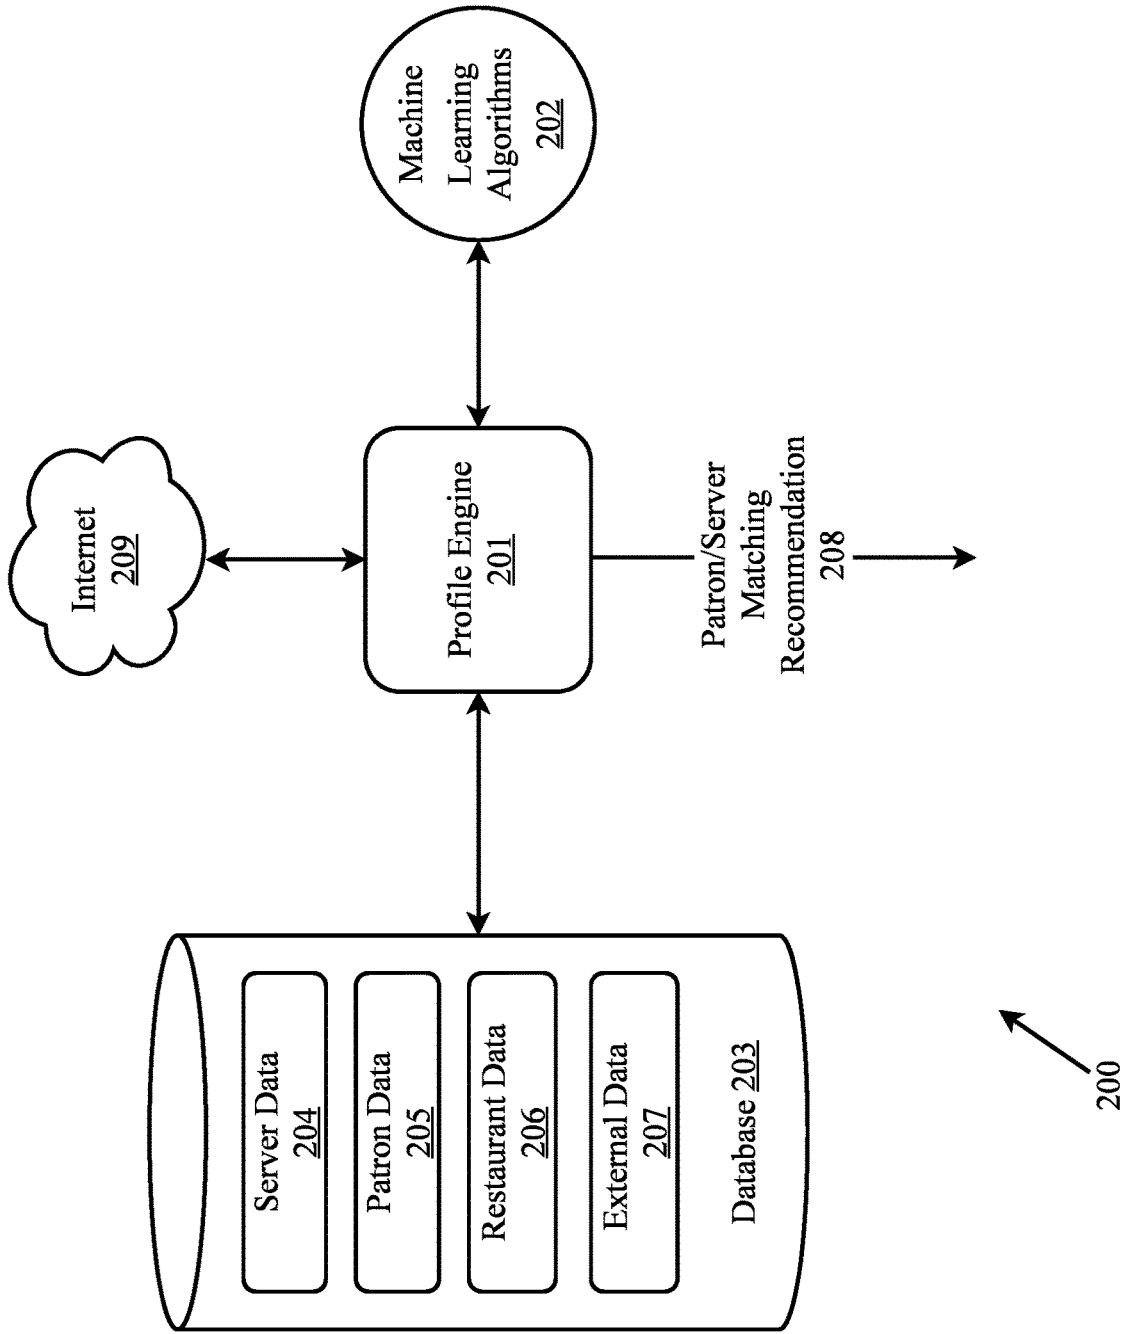 Internet
209
Server Data
204
Patron Data
205
Restaurant Data
206
External Data
207
Database 203
Profile Engine
201
Machine
Learning
Algorithms
202
Patron/Server
Matching
Recommendation
208
200